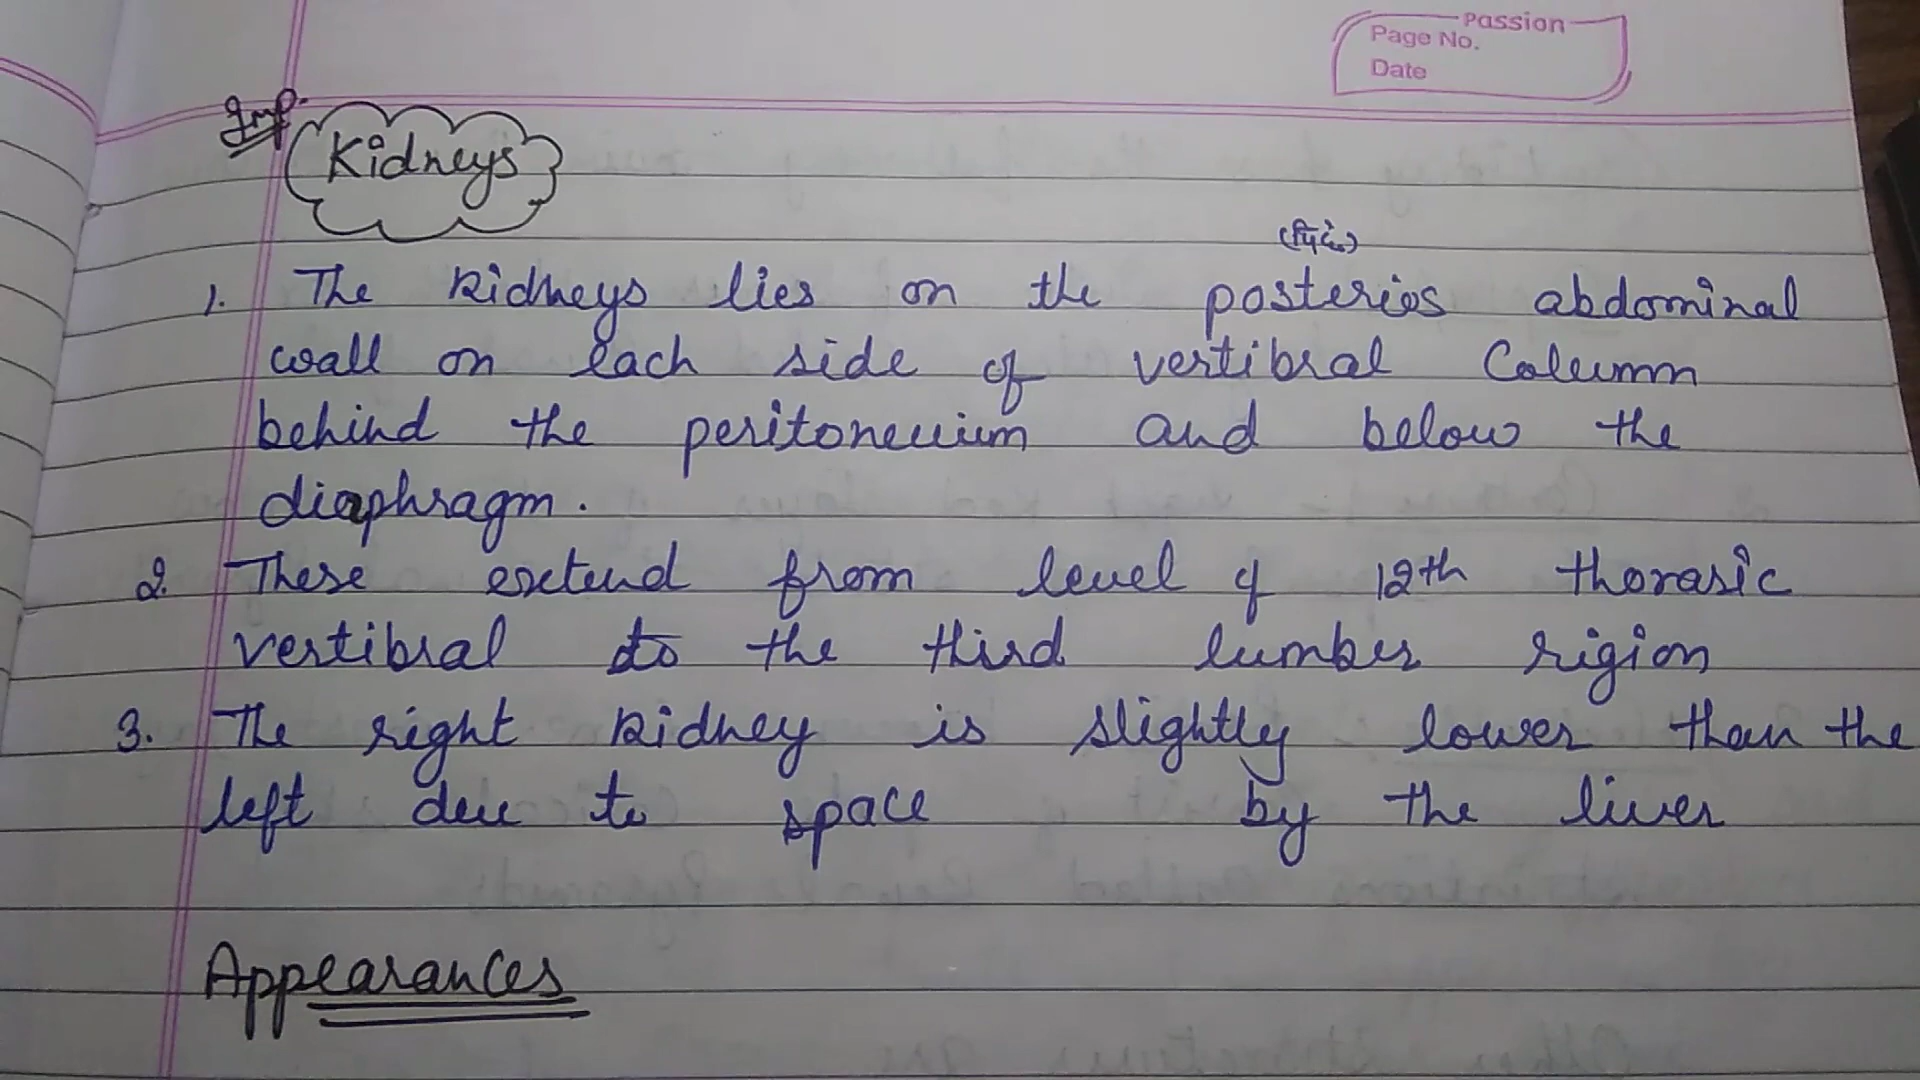 Passion
Page No.
Date
Imp.
Kidneys
1. The Kidneys lies on the posterior abdominal
wall on each side of vertibral Column
behind the peritoneuium and below the
diaphragm.
2. These extend from level of 12th thorasic
vertibral to the third lumber rigion
3. The right Kidney is slightly lower than the
left due to space by the liver
Appearances